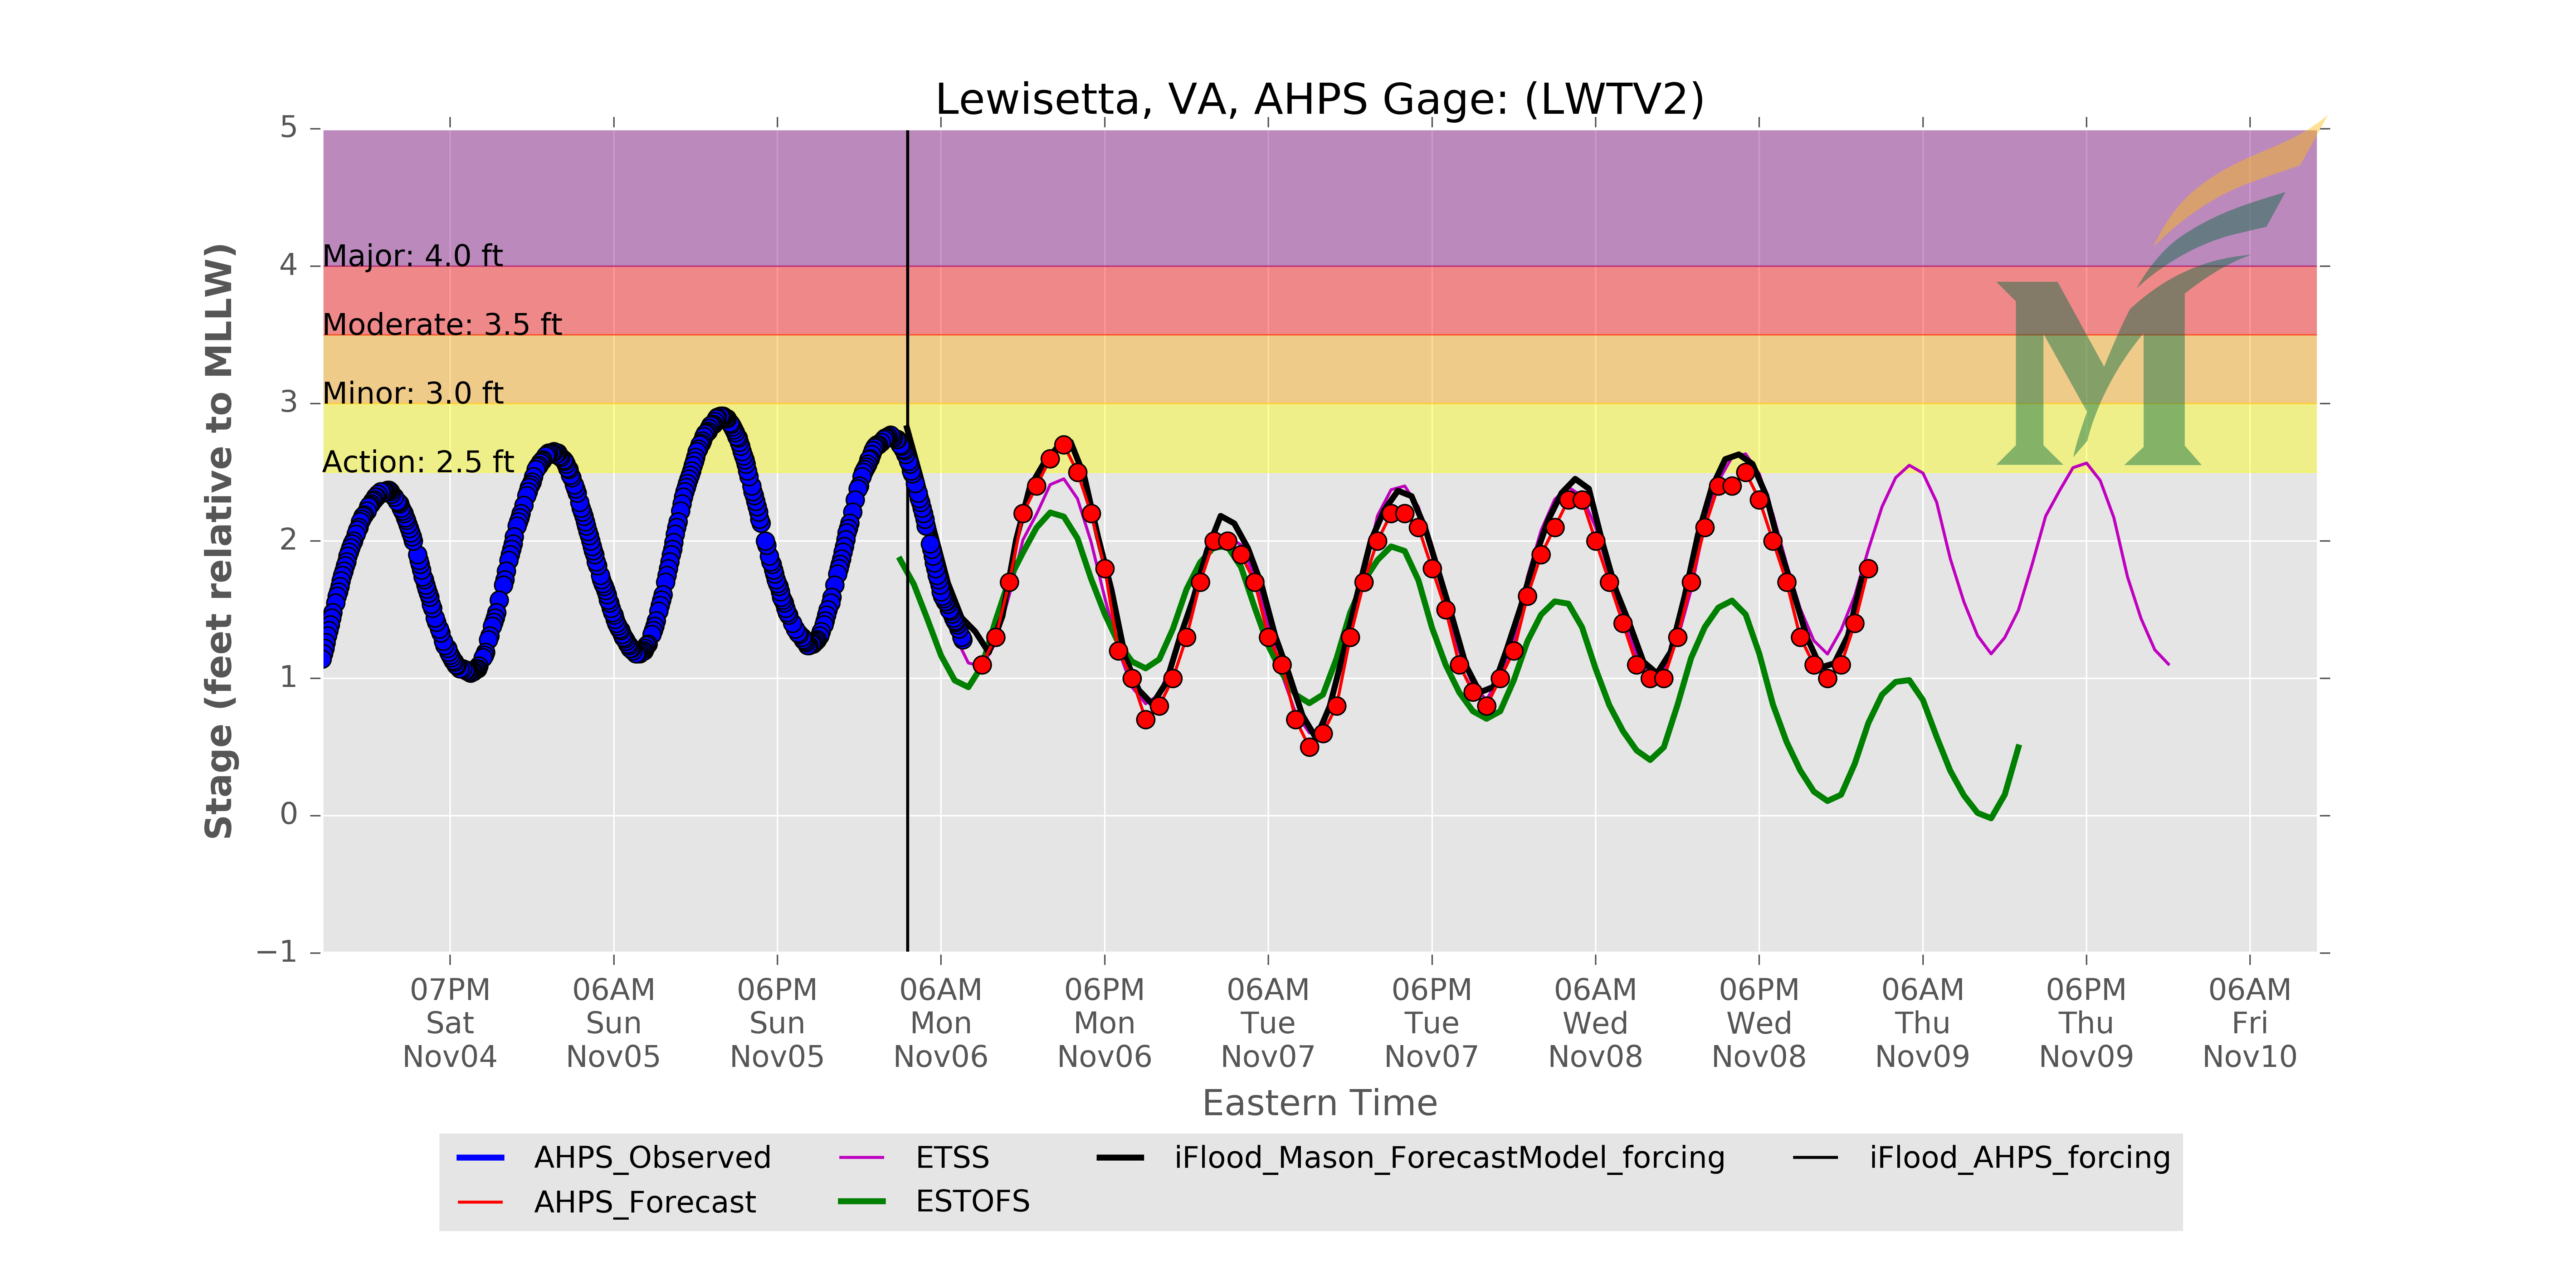 Lewisetta, VA, AHPS Gage: (LWTV2)
Stage (feet relative to MLLW)
5
4
3
2
1
0
−1
Major: 4.0 ft
Moderate: 3.5 ft
Minor: 3.0 ft
Action: 2.5 ft
M
07PM
Sat
Nov04
06AM
Sun
Nov05
06PM
Sun
Nov05
06AM
Mon
Nov06
06PM
Mon
Nov06
06AM
Tue
Nov07
06PM
Tue
Nov07
06AM
Wed
Nov08
06PM
Wed
Nov08
06AM
Thu
Nov09
06PM
Thu
Nov09
06AM
Fri
Nov10
Eastern Time
AHPS_Observed
AHPS_Forecast
ETSS
ESTOFS
iFlood_Mason_ForecastModel_forcing
iFlood_AHPS_forcing